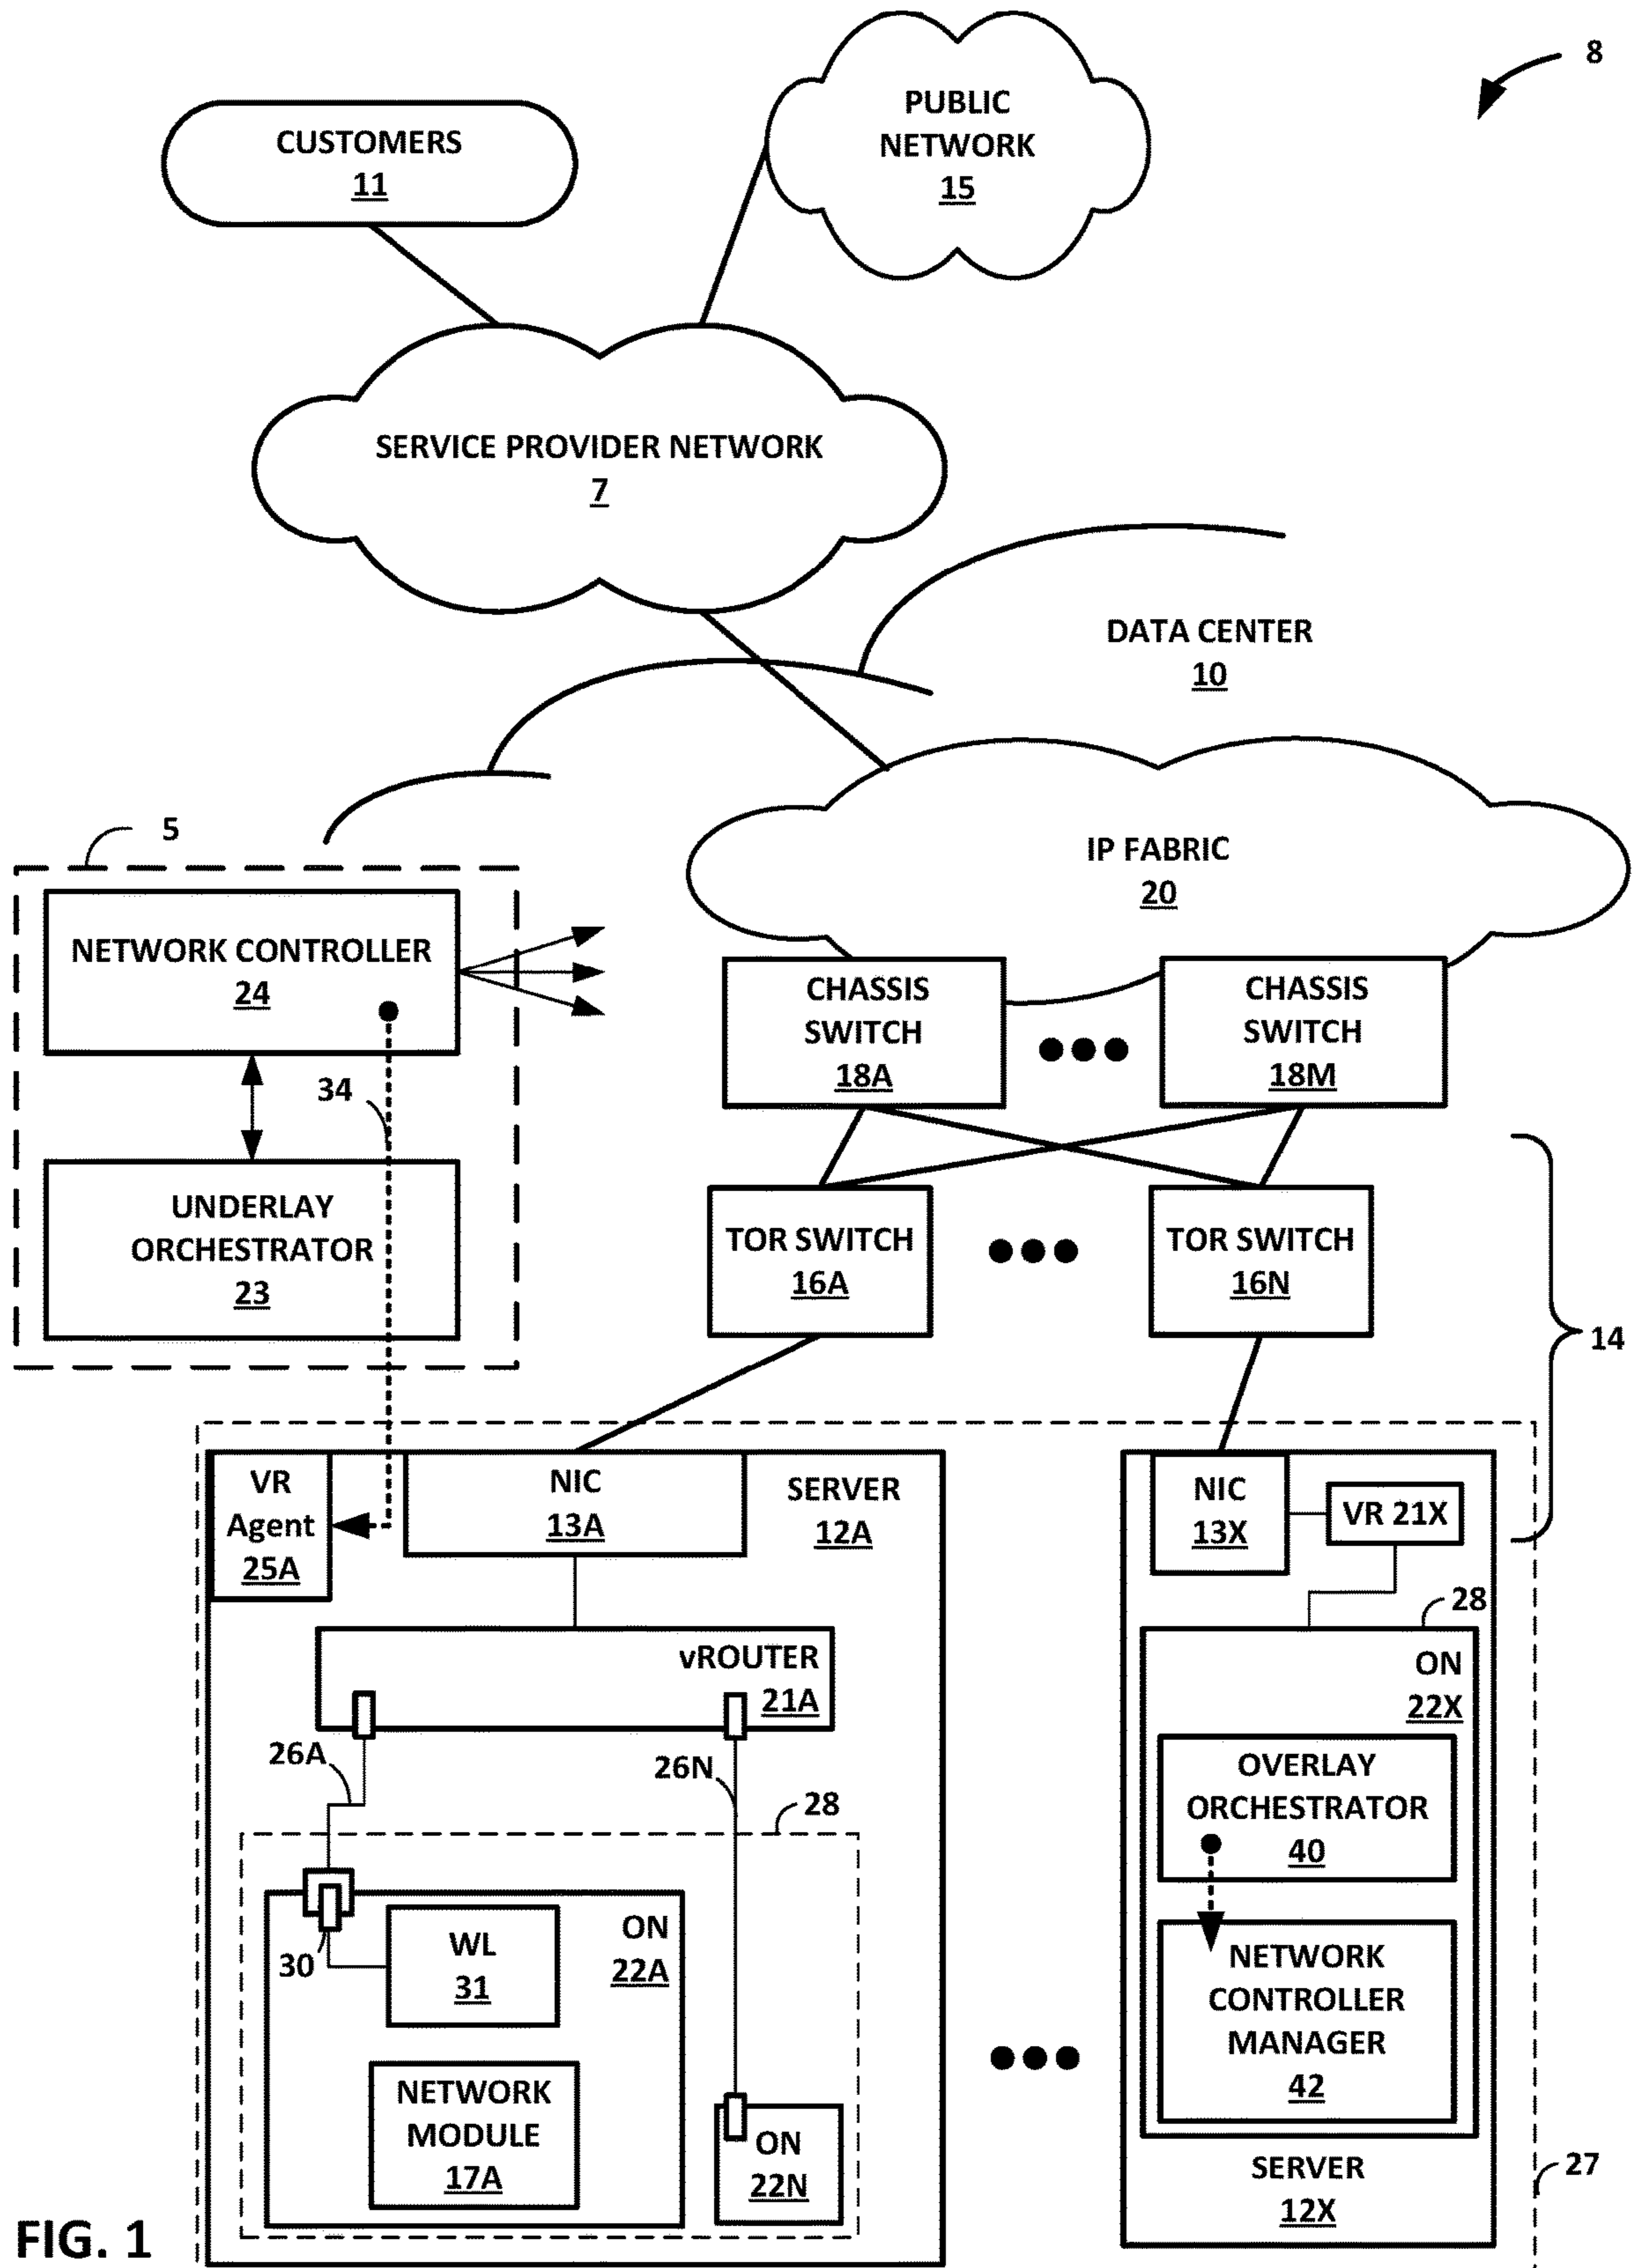 8
PUBLIC
NETWORK
15
CUSTOMERS
11
SERVICE PROVIDER NETWORK
7
DATA CENTER
10
5
IP FABRIC
20
NETWORK CONTROLLER
24
CHASSIS
SWITCH
18A
CHASSIS
SWITCH
18M
34
UNDERLAY
ORCHESTRATOR
23
TOR SWITCH
16A
TOR SWITCH
16N
14
VR
Agent
25A
NIC
13A
SERVER
12A
NIC
13X
VR 21X
vROUTER
21A
28
ON
22X
26A
26N
OVERLAY
ORCHESTRATOR
40
28
30
WL
31
ON
22A
NETWORK
CONTROLLER
MANAGER
42
NETWORK
MODULE
17A
ON
22N
SERVER
12X
27
FIG. 1